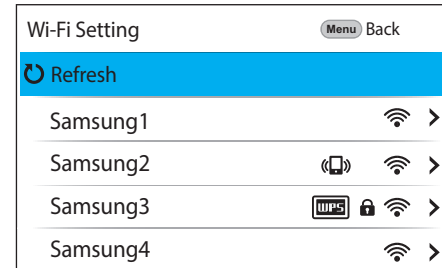 Wi-Fi Setting Menu Back
Refresh
Samsung1
Samsung2
Samsung3 WPS
Samsung4